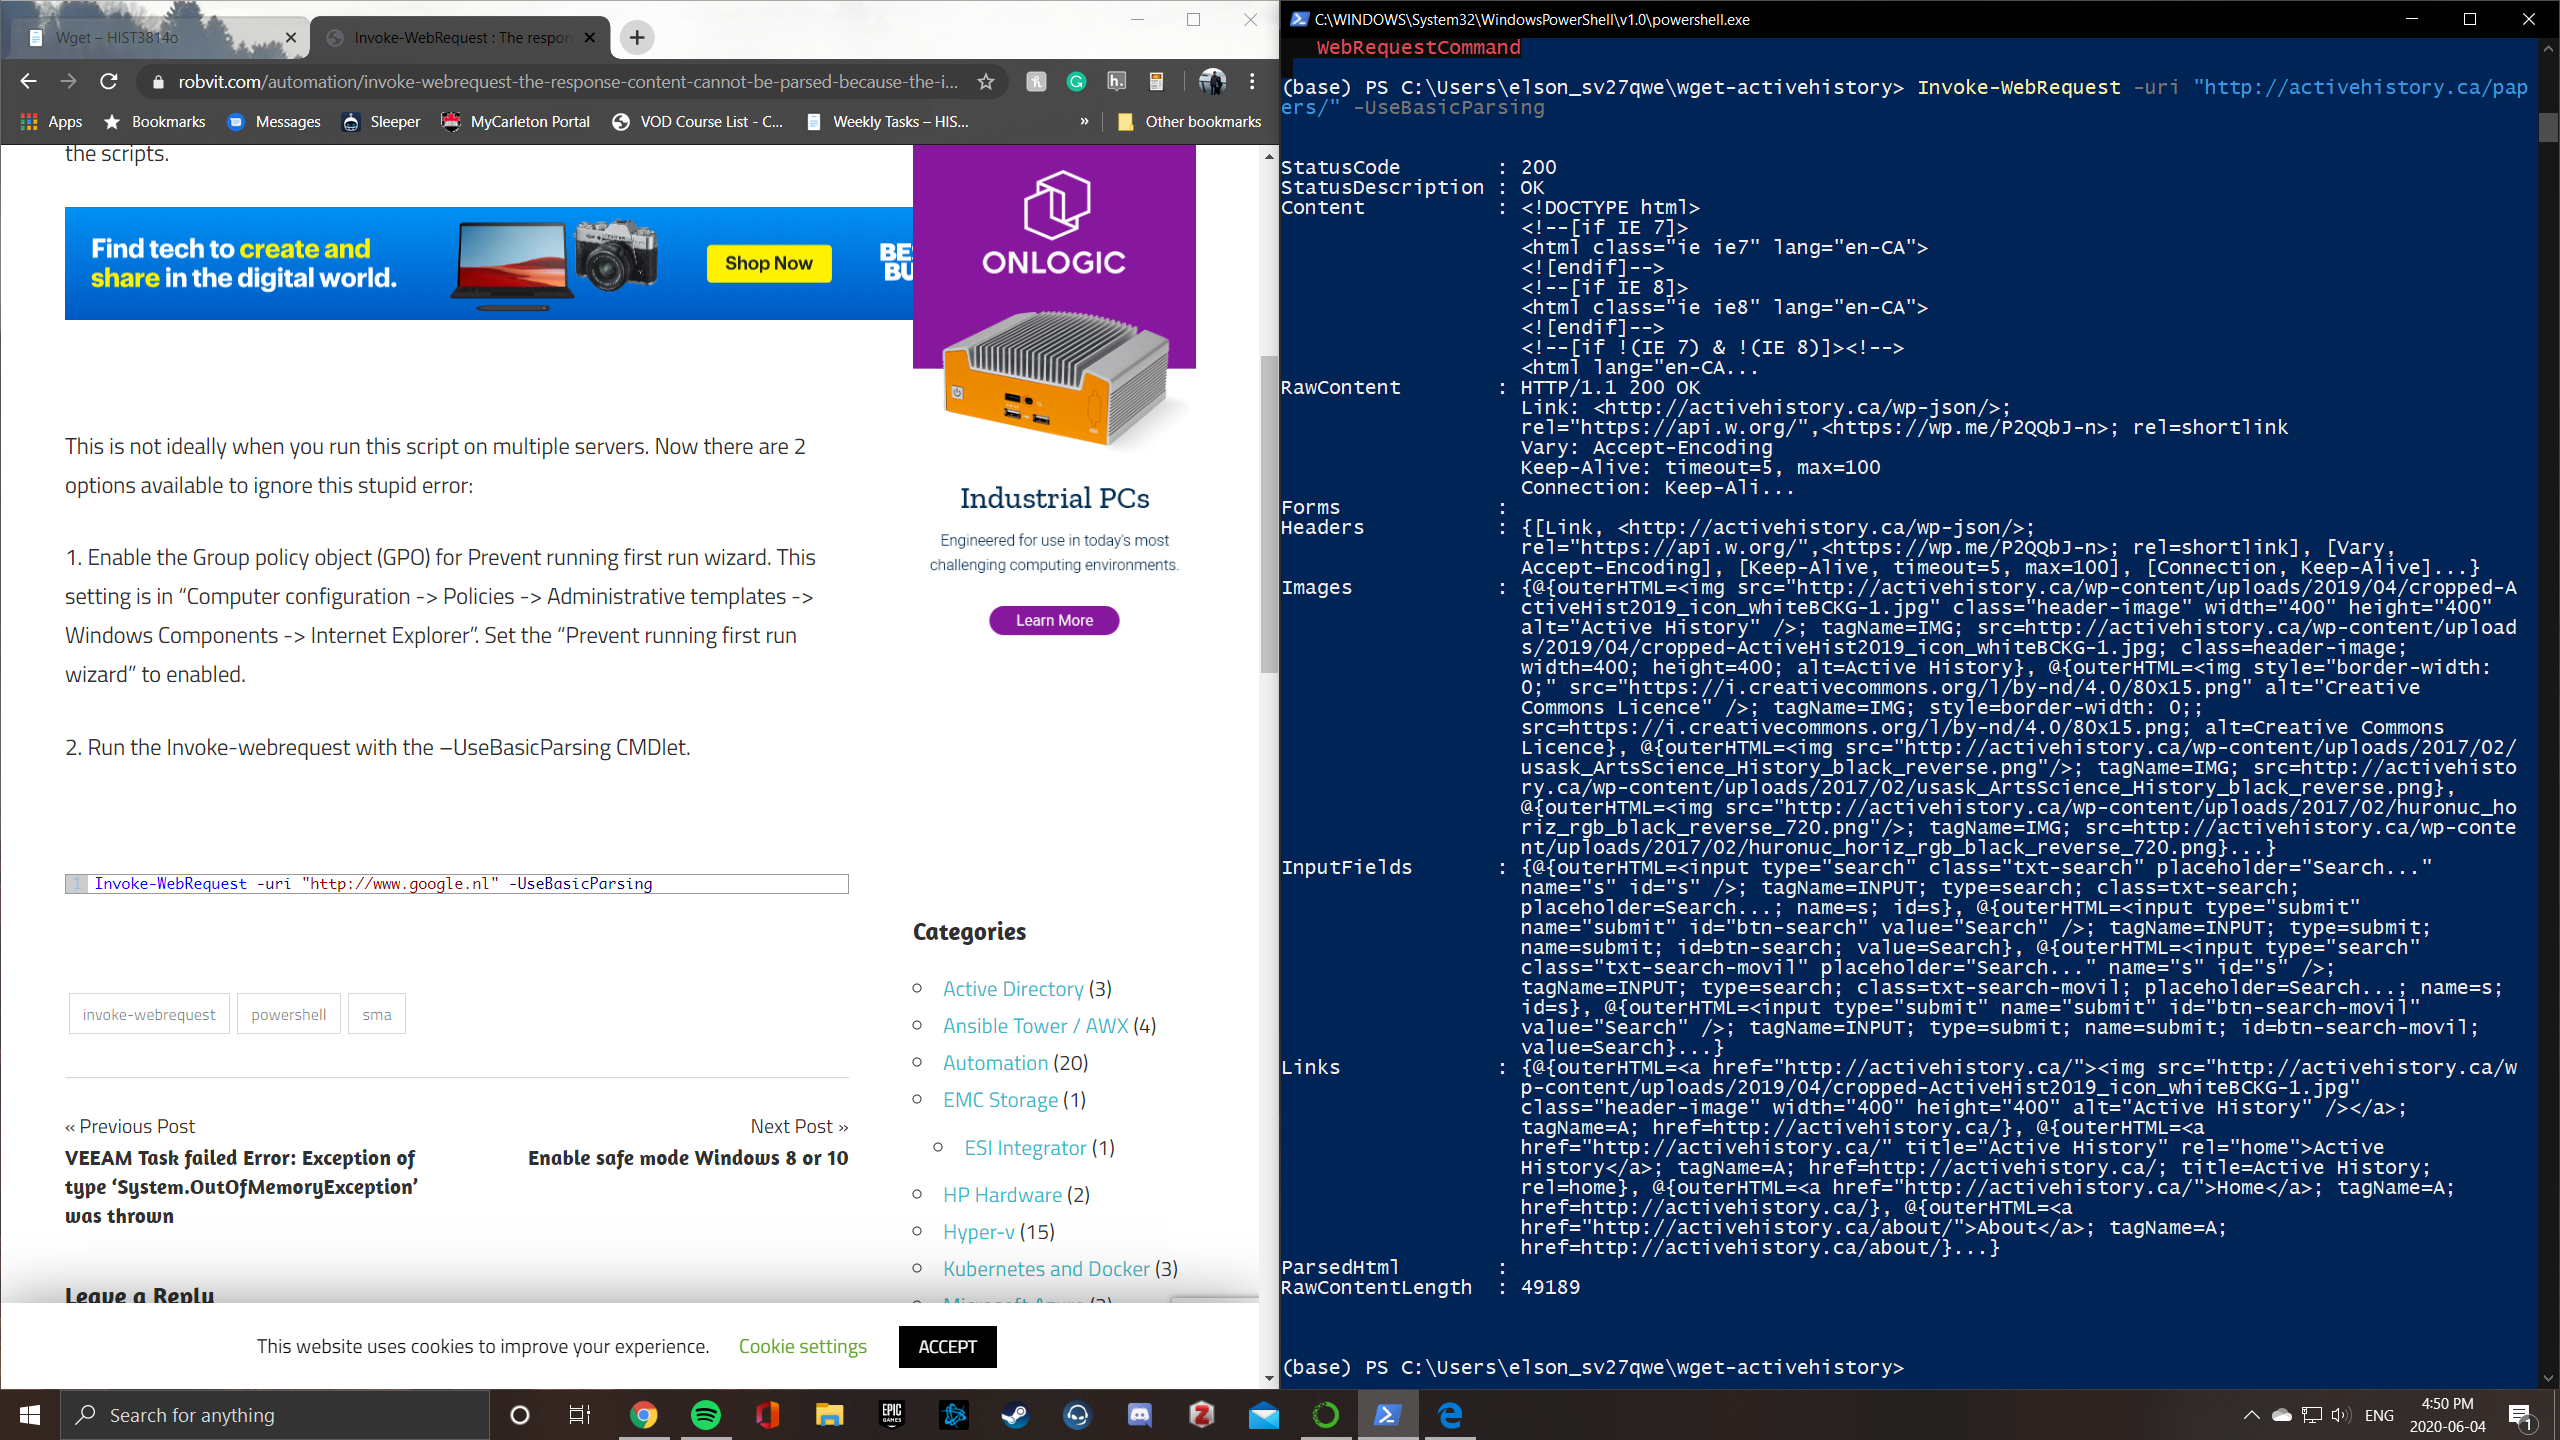 Wget – HIST3814o
Invoke-WebRequest : The respon
robvit.com/automation/invoke-webrequest-the-response-content-cannot-be-parsed-because-the-i...
Apps
Bookmarks
Messages
Sleeper
MyCarleton Portal
VOD Course List - C...
Weekly Tasks – HIS...
»
Other bookmarks
the scripts.
Find tech to create and
share in the digital world.
Shop Now
BE
BU
ONLOGIC
Industrial PCs
Engineered for use in today's most
challenging computing environments.
Learn More
This is not ideally when you run this script on multiple servers. Now there are 2
options available to ignore this stupid error:
1. Enable the Group policy object (GPO) for Prevent running first run wizard. This
setting is in “Computer configuration -> Policies -> Administrative templates ->
Windows Components -> Internet Explorer”. Set the “Prevent running first run
wizard” to enabled.
2. Run the Invoke-webrequest with the –UseBasicParsing CMDlet.
1 Invoke-WebRequest -uri "http://www.google.nl" -UseBasicParsing
invoke-webrequest
powershell
sma
« Previous Post
VEEAM Task failed Error: Exception of
type ‘System.OutOfMemoryException’
was thrown
Next Post »
Enable safe mode Windows 8 or 10
Leave a Reply
Categories
Active Directory (3)
Ansible Tower / AWX (4)
Automation (20)
EMC Storage (1)
ESI Integrator (1)
HP Hardware (2)
Hyper-v (15)
Kubernetes and Docker (3)
This website uses cookies to improve your experience.
Cookie settings
ACCEPT
C:\WINDOWS\System32\WindowsPowerShell\v1.0\powershell.exe
WebRequestCommand
(base) PS C:\Users\elson_sv27qwe\wget-activehistory> Invoke-WebRequest -uri "http://activehistory.ca/pap
ers/" -UseBasicParsing
StatusCode : 200
StatusDescription : OK
Content : <!DOCTYPE html>
<!--[if IE 7]>
<html class="ie ie7" lang="en-CA">
<![endif]-->
<!--[if IE 8]>
<html class="ie ie8" lang="en-CA">
<![endif]-->
<!--[if !(IE 7) & !(IE 8)]><!-->
<html lang="en-CA...
RawContent : HTTP/1.1 200 OK
Link: <http://activehistory.ca/wp-json/>;
rel="https://api.w.org/",<https://wp.me/P2QQbJ-n>; rel=shortlink
Vary: Accept-Encoding
Keep-Alive: timeout=5, max=100
Connection: Keep-Ali...
Forms :
Headers : {[Link, <http://activehistory.ca/wp-json/>;
rel="https://api.w.org/",<https://wp.me/P2QQbJ-n>; rel=shortlink], [Vary,
Accept-Encoding], [Keep-Alive, timeout=5, max=100], [Connection, Keep-Alive]...}
Images : {@{outerHTML=<img src="http://activehistory.ca/wp-content/uploads/2019/04/cropped-A
ctiveHist2019_icon_whiteBCKG-1.jpg" class="header-image" width="400" height="400"
alt="Active History" />; tagName=IMG; src=http://activehistory.ca/wp-content/upload
s/2019/04/cropped-ActiveHist2019_icon_whiteBCKG-1.jpg; class=header-image;
width=400; height=400; alt=Active History}, @{outerHTML=<img style="border-width:
0;" src="https://i.creativecommons.org/l/by-nd/4.0/80x15.png" alt="Creative
Commons Licence" />; tagName=IMG; style=border-width: 0;;
src=https://i.creativecommons.org/l/by-nd/4.0/80x15.png; alt=Creative Commons
Licence}, @{outerHTML=<img src="http://activehistory.ca/wp-content/uploads/2017/02/
usask_ArtsScience_History_black_reverse.png"/>; tagName=IMG; src=http://activehisto
ry.ca/wp-content/uploads/2017/02/usask_ArtsScience_History_black_reverse.png},
@{outerHTML=<img src="http://activehistory.ca/wp-content/uploads/2017/02/huronuc_ho
riz_rgb_black_reverse_720.png"/>; tagName=IMG; src=http://activehistory.ca/wp-conte
nt/uploads/2017/02/huronuc_horiz_rgb_black_reverse_720.png}...}
InputFields : {@{outerHTML=<input type="search" class="txt-search" placeholder="Search..."
name="s" id="s" />; tagName=INPUT; type=search; class=txt-search;
placeholder=Search...; name=s; id=s}, @{outerHTML=<input type="submit"
name="submit" id="btn-search" value="Search" />; tagName=INPUT; type=submit;
name=submit; id=btn-search; value=Search}, @{outerHTML=<input type="search"
class="txt-search-movil" placeholder="Search..." name="s" id="s" />;
tagName=INPUT; type=search; class=txt-search-movil; placeholder=Search...; name=s;
id=s}, @{outerHTML=<input type="submit" name="submit" id="btn-search-movil"
value="Search" />; tagName=INPUT; type=submit; name=submit; id=btn-search-movil;
value=Search}...}
Links : {@{outerHTML=<a href="http://activehistory.ca/"><img src="http://activehistory.ca/w
p-content/uploads/2019/04/cropped-ActiveHist2019_icon_whiteBCKG-1.jpg"
class="header-image" width="400" height="400" alt="Active History" /></a>;
tagName=A; href=http://activehistory.ca/}, @{outerHTML=<a
href="http://activehistory.ca/" title="Active History" rel="home">Active
History</a>; tagName=A; href=http://activehistory.ca/; title=Active History;
rel=home}, @{outerHTML=<a href="http://activehistory.ca/">Home</a>; tagName=A;
href=http://activehistory.ca/}, @{outerHTML=<a
href="http://activehistory.ca/about/">About</a>; tagName=A;
href=http://activehistory.ca/about/}...}
ParsedHtml :
RawContentLength : 49189
(base) PS C:\Users\elson_sv27qwe\wget-activehistory>
Search for anything
EPIC
GAMES
ENG
4:50 PM
2020-06-04
1